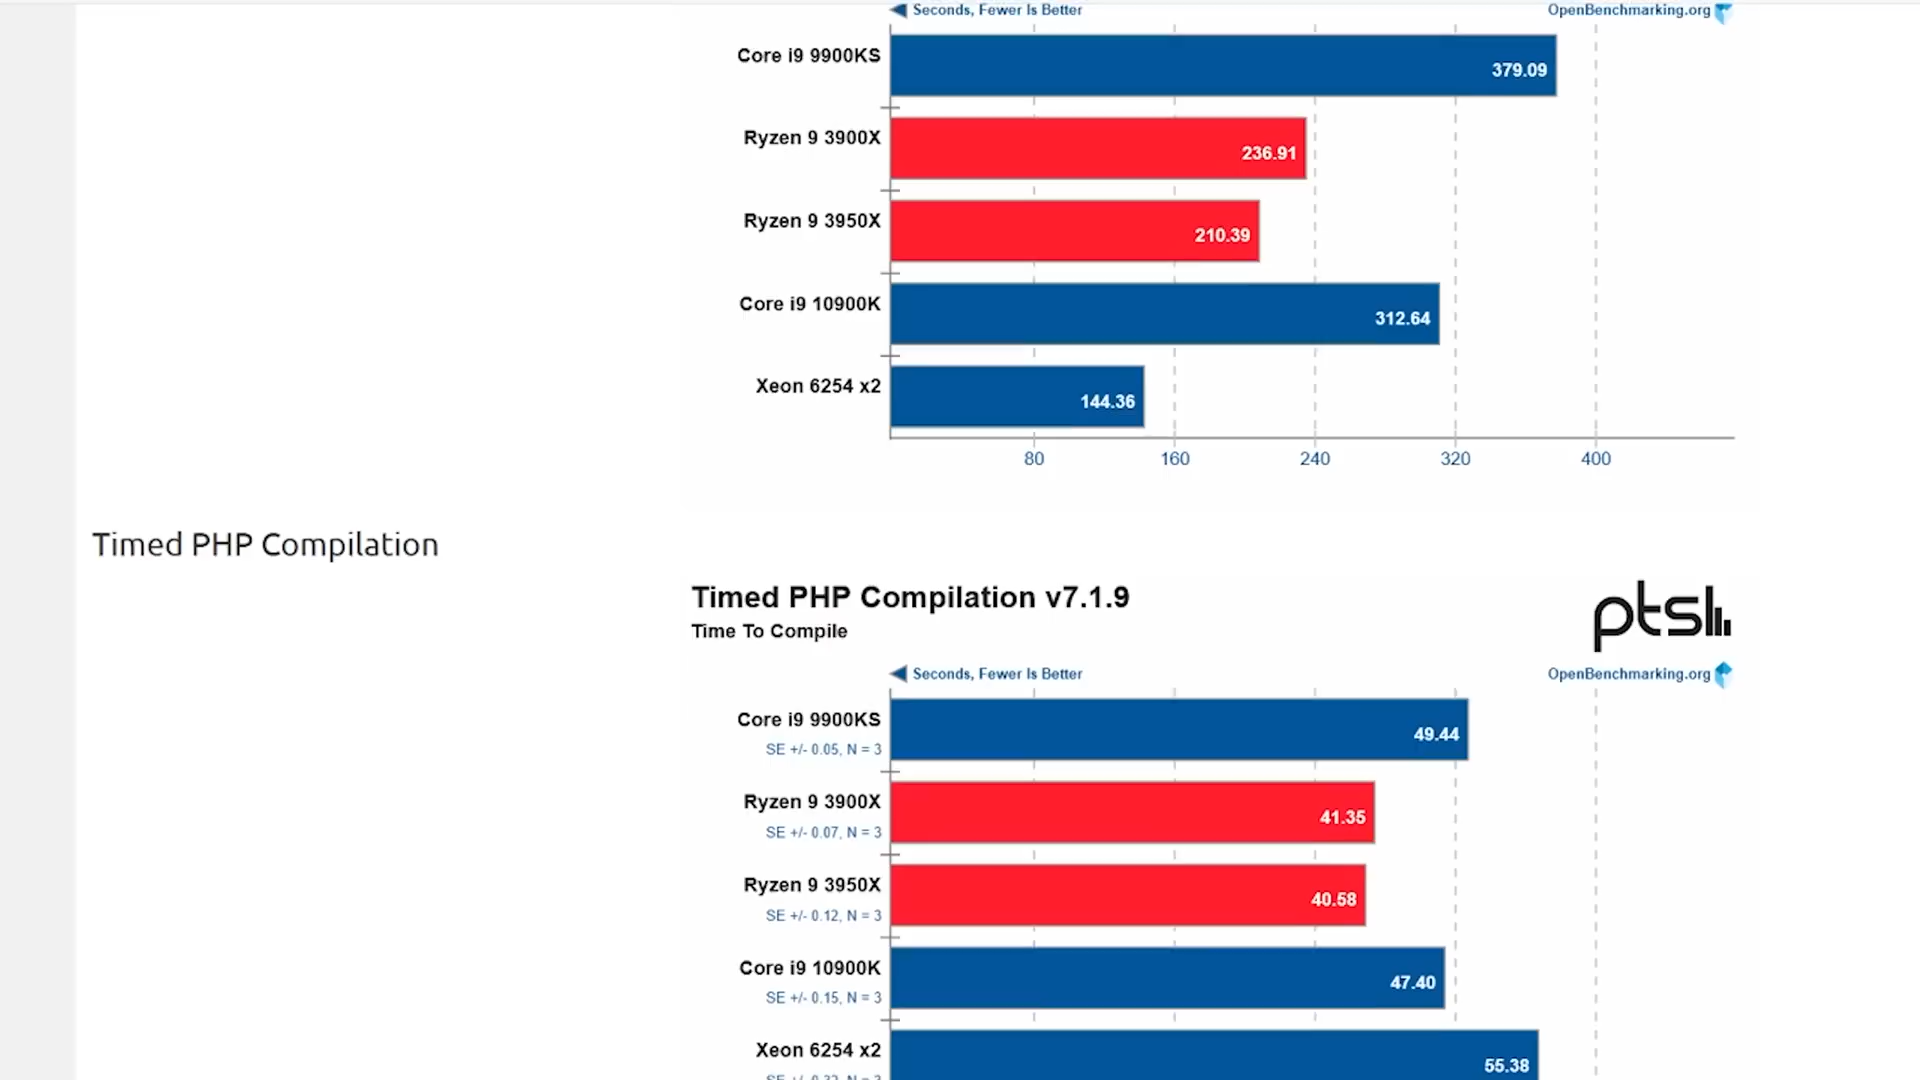 Seconds, Fewer Is Better
OpenBenchmarking.org
Core i9 9900KS
379.09
Ryzen 9 3900X
236.91
Ryzen 9 3950X
210.39
Core i9 10900K
312.64
Xeon 6254 x2
144.36
80 160 240 320 400
Timed PHP Compilation
Timed PHP Compilation v7.1.9
Time To Compile
pts
Seconds, Fewer Is Better
OpenBenchmarking.org
Core i9 9900KS
SE +/- 0.05, N = 3
49.44
Ryzen 9 3900X
SE +/- 0.07, N = 3
41.35
Ryzen 9 3950X
SE +/- 0.12, N = 3
40.58
Core i9 10900K
SE +/- 0.15, N = 3
47.40
Xeon 6254 x2
55.38